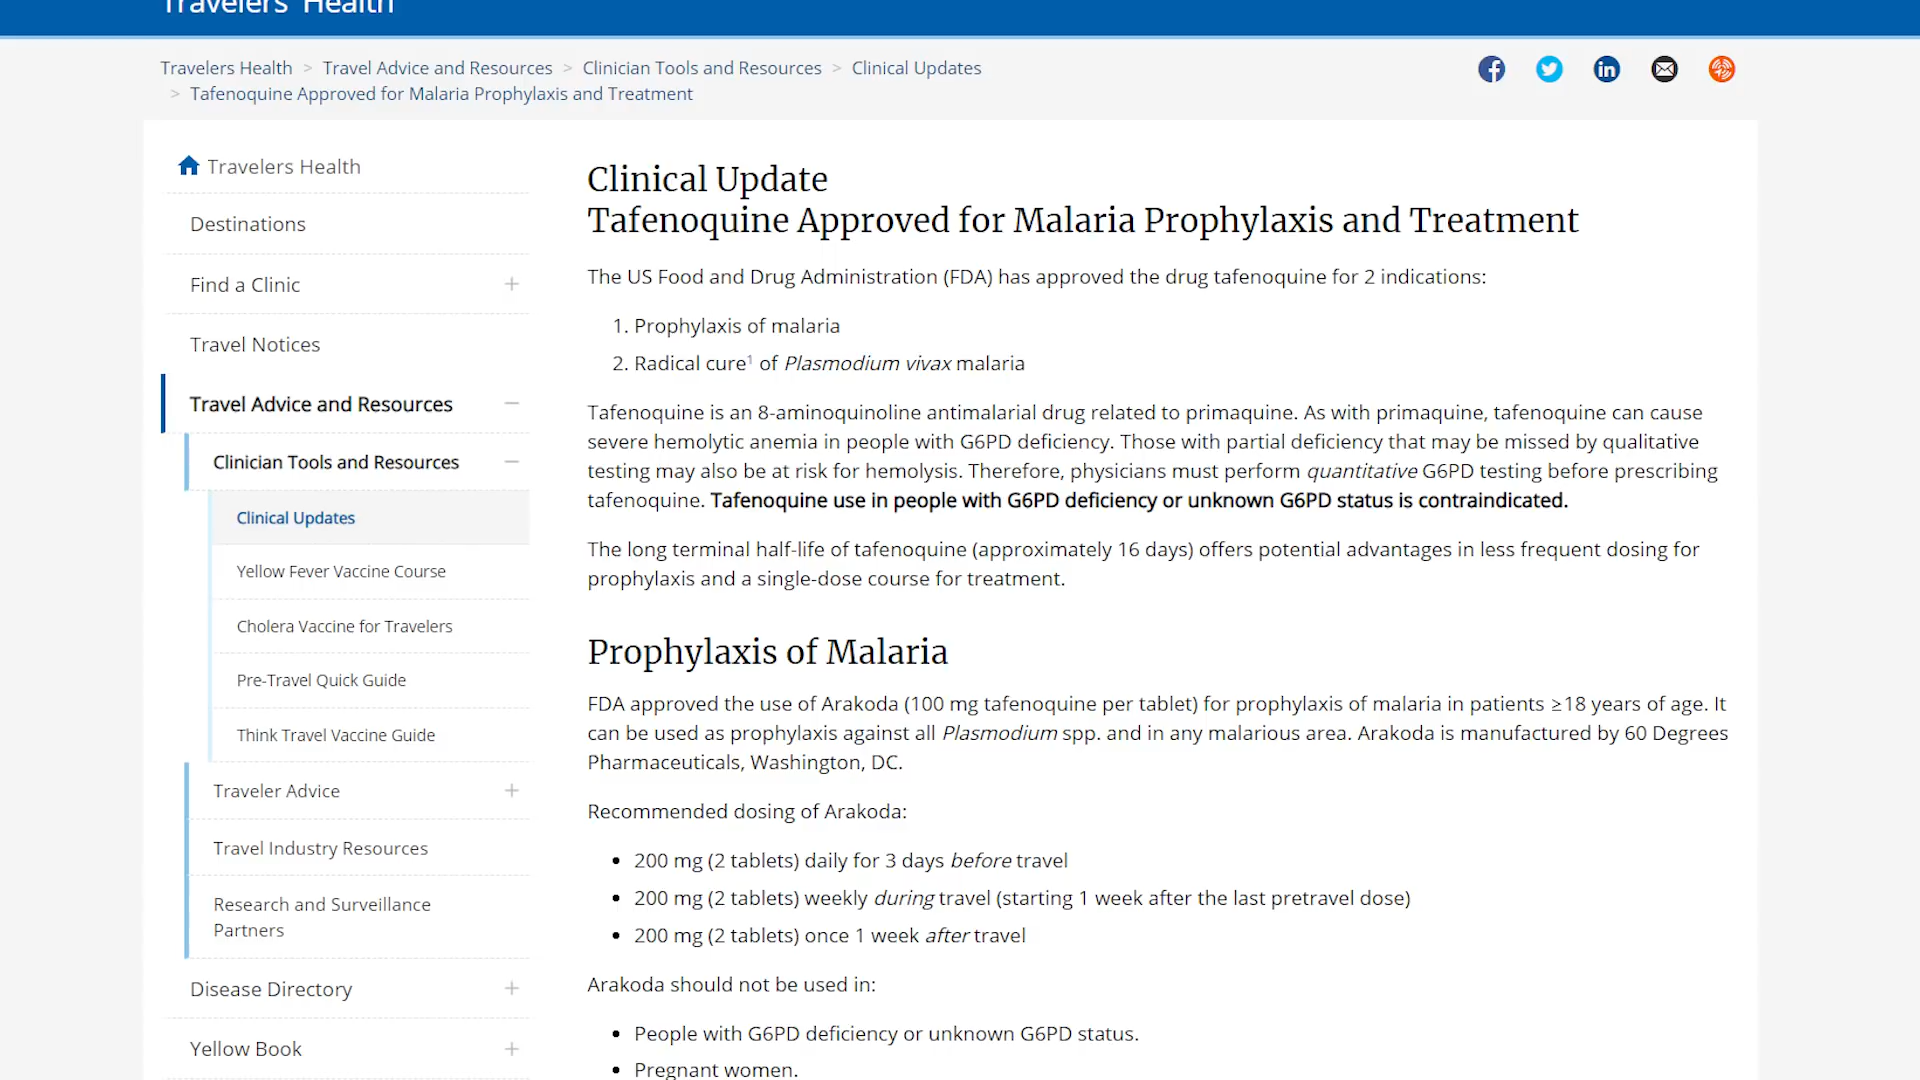 Travelers' Health
Travelers Health > Travel Advice and Resources > Clinician Tools and Resources > Clinical Updates
> Tafenoquine Approved for Malaria Prophylaxis and Treatment
Travelers Health
Destinations
Find a Clinic +
Travel Notices
Travel Advice and Resources −
Clinician Tools and Resources −
Clinical Updates
Yellow Fever Vaccine Course
Cholera Vaccine for Travelers
Pre-Travel Quick Guide
Think Travel Vaccine Guide
Traveler Advice +
Travel Industry Resources
Research and Surveillance
Partners
Disease Directory +
Yellow Book +
Clinical Update
Tafenoquine Approved for Malaria Prophylaxis and Treatment
The US Food and Drug Administration (FDA) has approved the drug tafenoquine for 2 indications:
1. Prophylaxis of malaria
2. Radical cure¹ of Plasmodium vivax malaria
Tafenoquine is an 8-aminoquinoline antimalarial drug related to primaquine. As with primaquine, tafenoquine can cause
severe hemolytic anemia in people with G6PD deficiency. Those with partial deficiency that may be missed by qualitative
testing may also be at risk for hemolysis. Therefore, physicians must perform quantitative G6PD testing before prescribing
tafenoquine. Tafenoquine use in people with G6PD deficiency or unknown G6PD status is contraindicated.
The long terminal half-life of tafenoquine (approximately 16 days) offers potential advantages in less frequent dosing for
prophylaxis and a single-dose course for treatment.
Prophylaxis of Malaria
FDA approved the use of Arakoda (100 mg tafenoquine per tablet) for prophylaxis of malaria in patients ≥18 years of age. It
can be used as prophylaxis against all Plasmodium spp. and in any malarious area. Arakoda is manufactured by 60 Degrees
Pharmaceuticals, Washington, DC.
Recommended dosing of Arakoda:
• 200 mg (2 tablets) daily for 3 days before travel
• 200 mg (2 tablets) weekly during travel (starting 1 week after the last pretravel dose)
• 200 mg (2 tablets) once 1 week after travel
Arakoda should not be used in:
• People with G6PD deficiency or unknown G6PD status.
• Pregnant women.